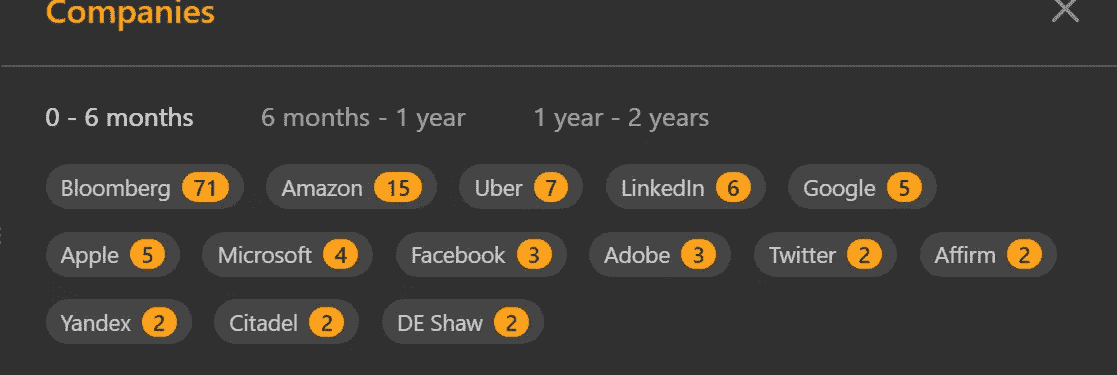 Companies
0 - 6 months 6 months - 1 year 1 year - 2 years
Bloomberg 71 Amazon 15 Uber 7 LinkedIn 6 Google 5
Apple 5 Microsoft 4 Facebook 3 Adobe 3 Twitter 2 Affirm 2
Yandex 2 Citadel 2 DE Shaw 2